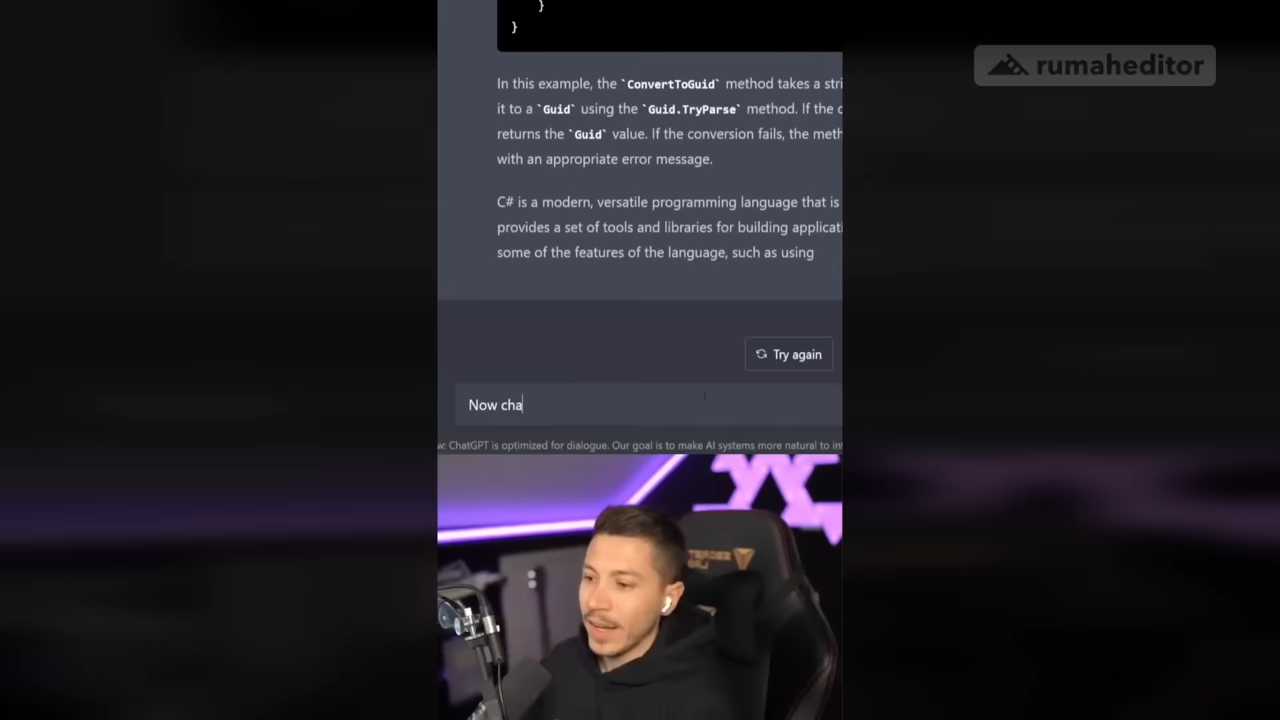 }
}
rumaheditor
In this example, the `ConvertToGuid` method takes a stri
it to a `Guid` using the `Guid.TryParse` method. If the c
returns the `Guid` value. If the conversion fails, the meth
with an appropriate error message.
C# is a modern, versatile programming language that is
provides a set of tools and libraries for building applicati
some of the features of the language, such as using
Try again
Now cha
w: ChatGPT is optimized for dialogue. Our goal is to make AI systems more natural to int